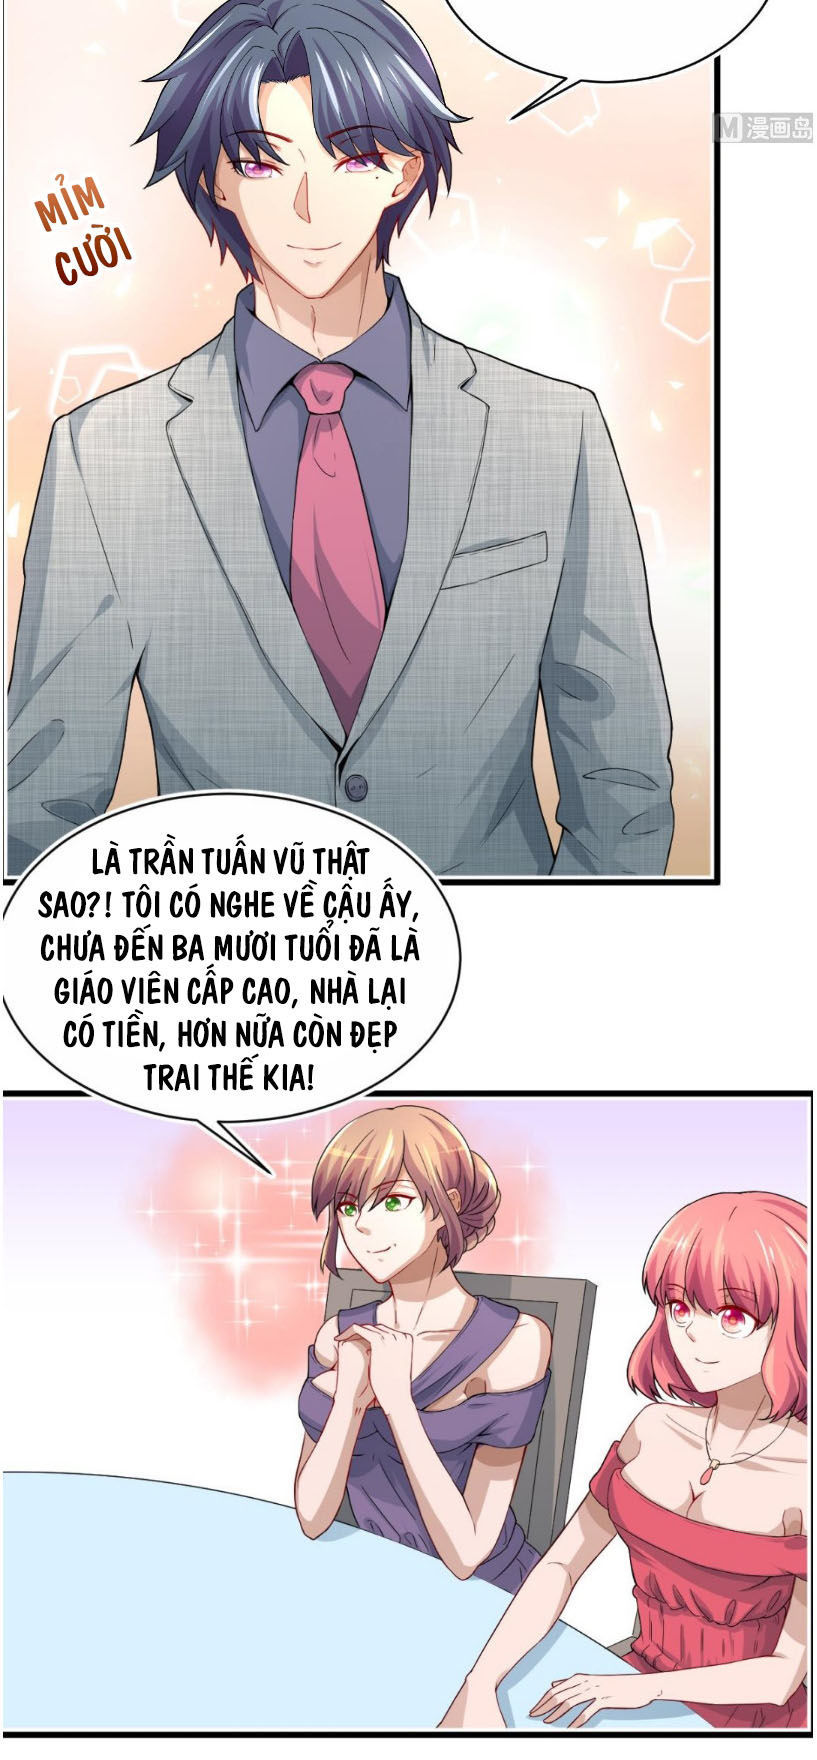 M 漫画岛
MỈM
CƯỜI
LÀ TRẦN TUẤN VŨ THẬT
SAO?! TÔI CÓ NGHE VỀ CẬU ẤY,
CHƯA ĐẾN BA MƯƠI TUỔI ĐÃ LÀ
GIÁO VIÊN CẤP CAO, NHÀ LẠI
CÓ TIỀN, HƠN NỮA CÒN ĐẸP
TRAI THẾ KIA!